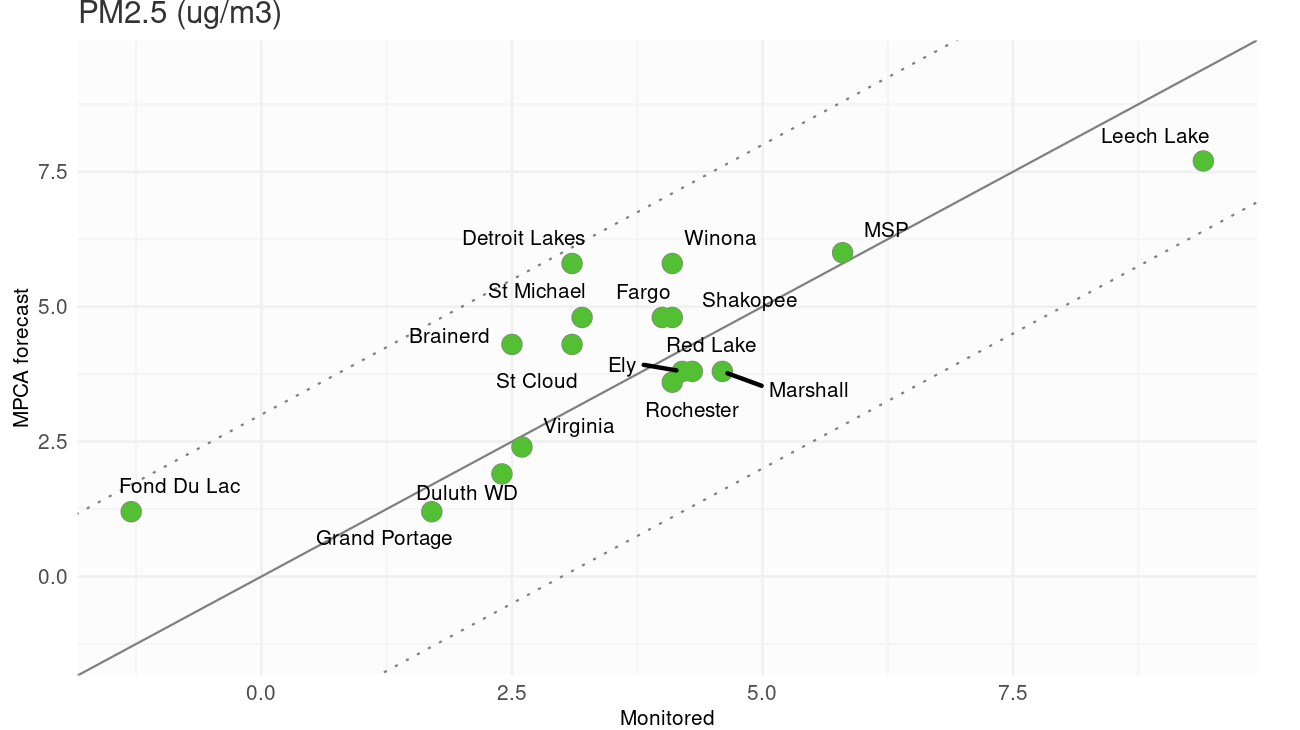 PM2.5 (ug/m3)
Leech Lake
7.5
MSP
Detroit Lakes
Winona
St Michael
Fargo
Shakopee
5.0
Brainerd
Red Lake
Ely
St Cloud
Marshall
MPCA forecast
Rochester
Virginia
2.5
Fond Du Lac
Duluth WD
Grand Portage
0.0
0.0
2.5
5.0
7.5
Monitored